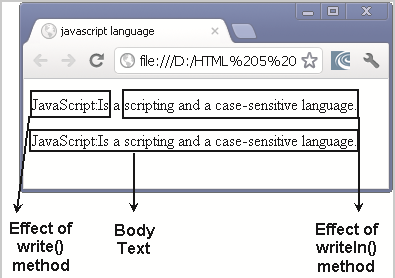 javascript language
file:///D:/HTML%205%20
JavaScript:Is a scripting and a case-sensitive language.
JavaScript:Is a scripting and a case-sensitive language.
Effect of
write()
method
Body
Text
Effect of
writeln()
method